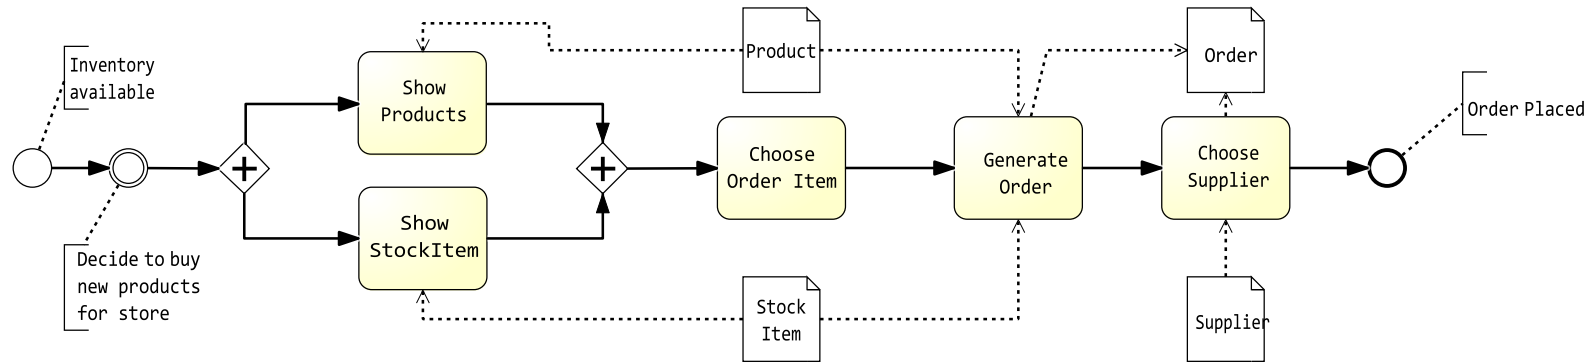 Inventory
available
Decide to buy
new products
for store
Show
Products
Show
StockItem
Product
Choose
Order Item
Stock
Item
Generate
Order
Order
Choose
Supplier
Supplier
Order Placed